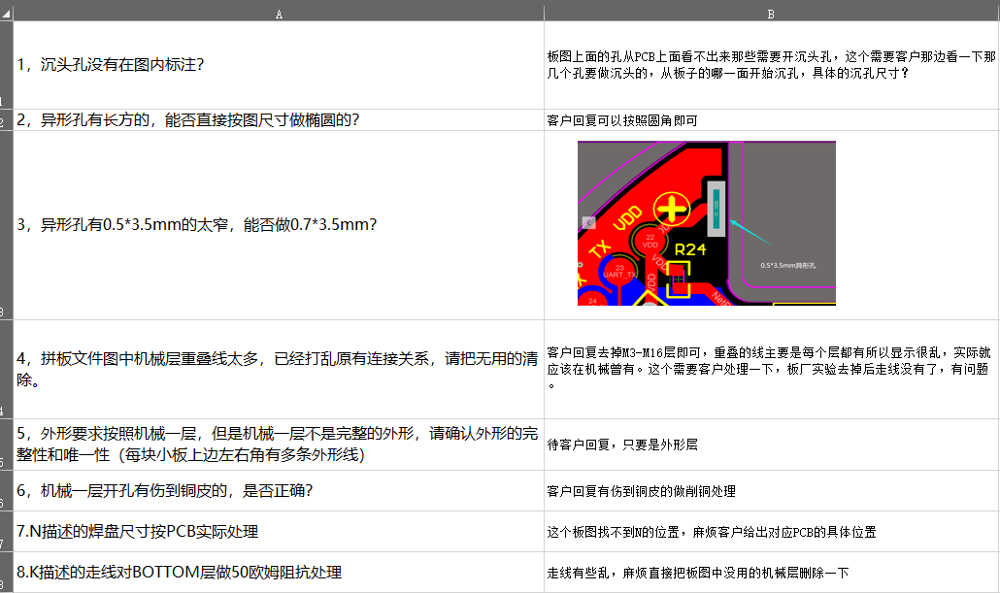 A
B
1，沉头孔没有在图内标注？
板图上面的孔从PCB上面看不出来那些需要开沉头孔，这个需要客户那边看一下那
几个孔要做沉头的，从板子的哪一面开始沉孔，具体的沉孔尺寸？
2，异形孔有长方的，能否直接按图尺寸做椭圆的？
客户回复可以按照圆角即可
3，异形孔有0.5*3.5mm的太窄，能否做0.7*3.5mm？
TX
VDD
22
VDD
R24
23
UART_TX
VDD
24
0.5*3.5mm异形孔
4，拼板文件图中机械层重叠线太多，已经打乱原有连接关系，请把无用的清
除。
客户回复去掉M3-M16层即可，重叠的线主要是每个层都有所以显示很乱，实际就
应该在机械曾有。这个需要客户处理一下，板厂实验去掉后走线没有了，有问题
。
5，外形要求按照机械一层，但是机械一层不是完整的外形，请确认外形的完
整性和唯一性（每块小板上边左右角有多条外形线）
待客户回复，只要是外形层
6，机械一层开孔有伤到铜皮的，是否正确？
客户回复有伤到铜皮的做削铜处理
7.N描述的焊盘尺寸按PCB实际处理
这个板图找不到N的位置，麻烦客户给出对应PCB的具体位置
8.K描述的走线对BOTTOM层做50欧姆阻抗处理
走线有些乱，麻烦直接把板图中没用的机械层删除一下